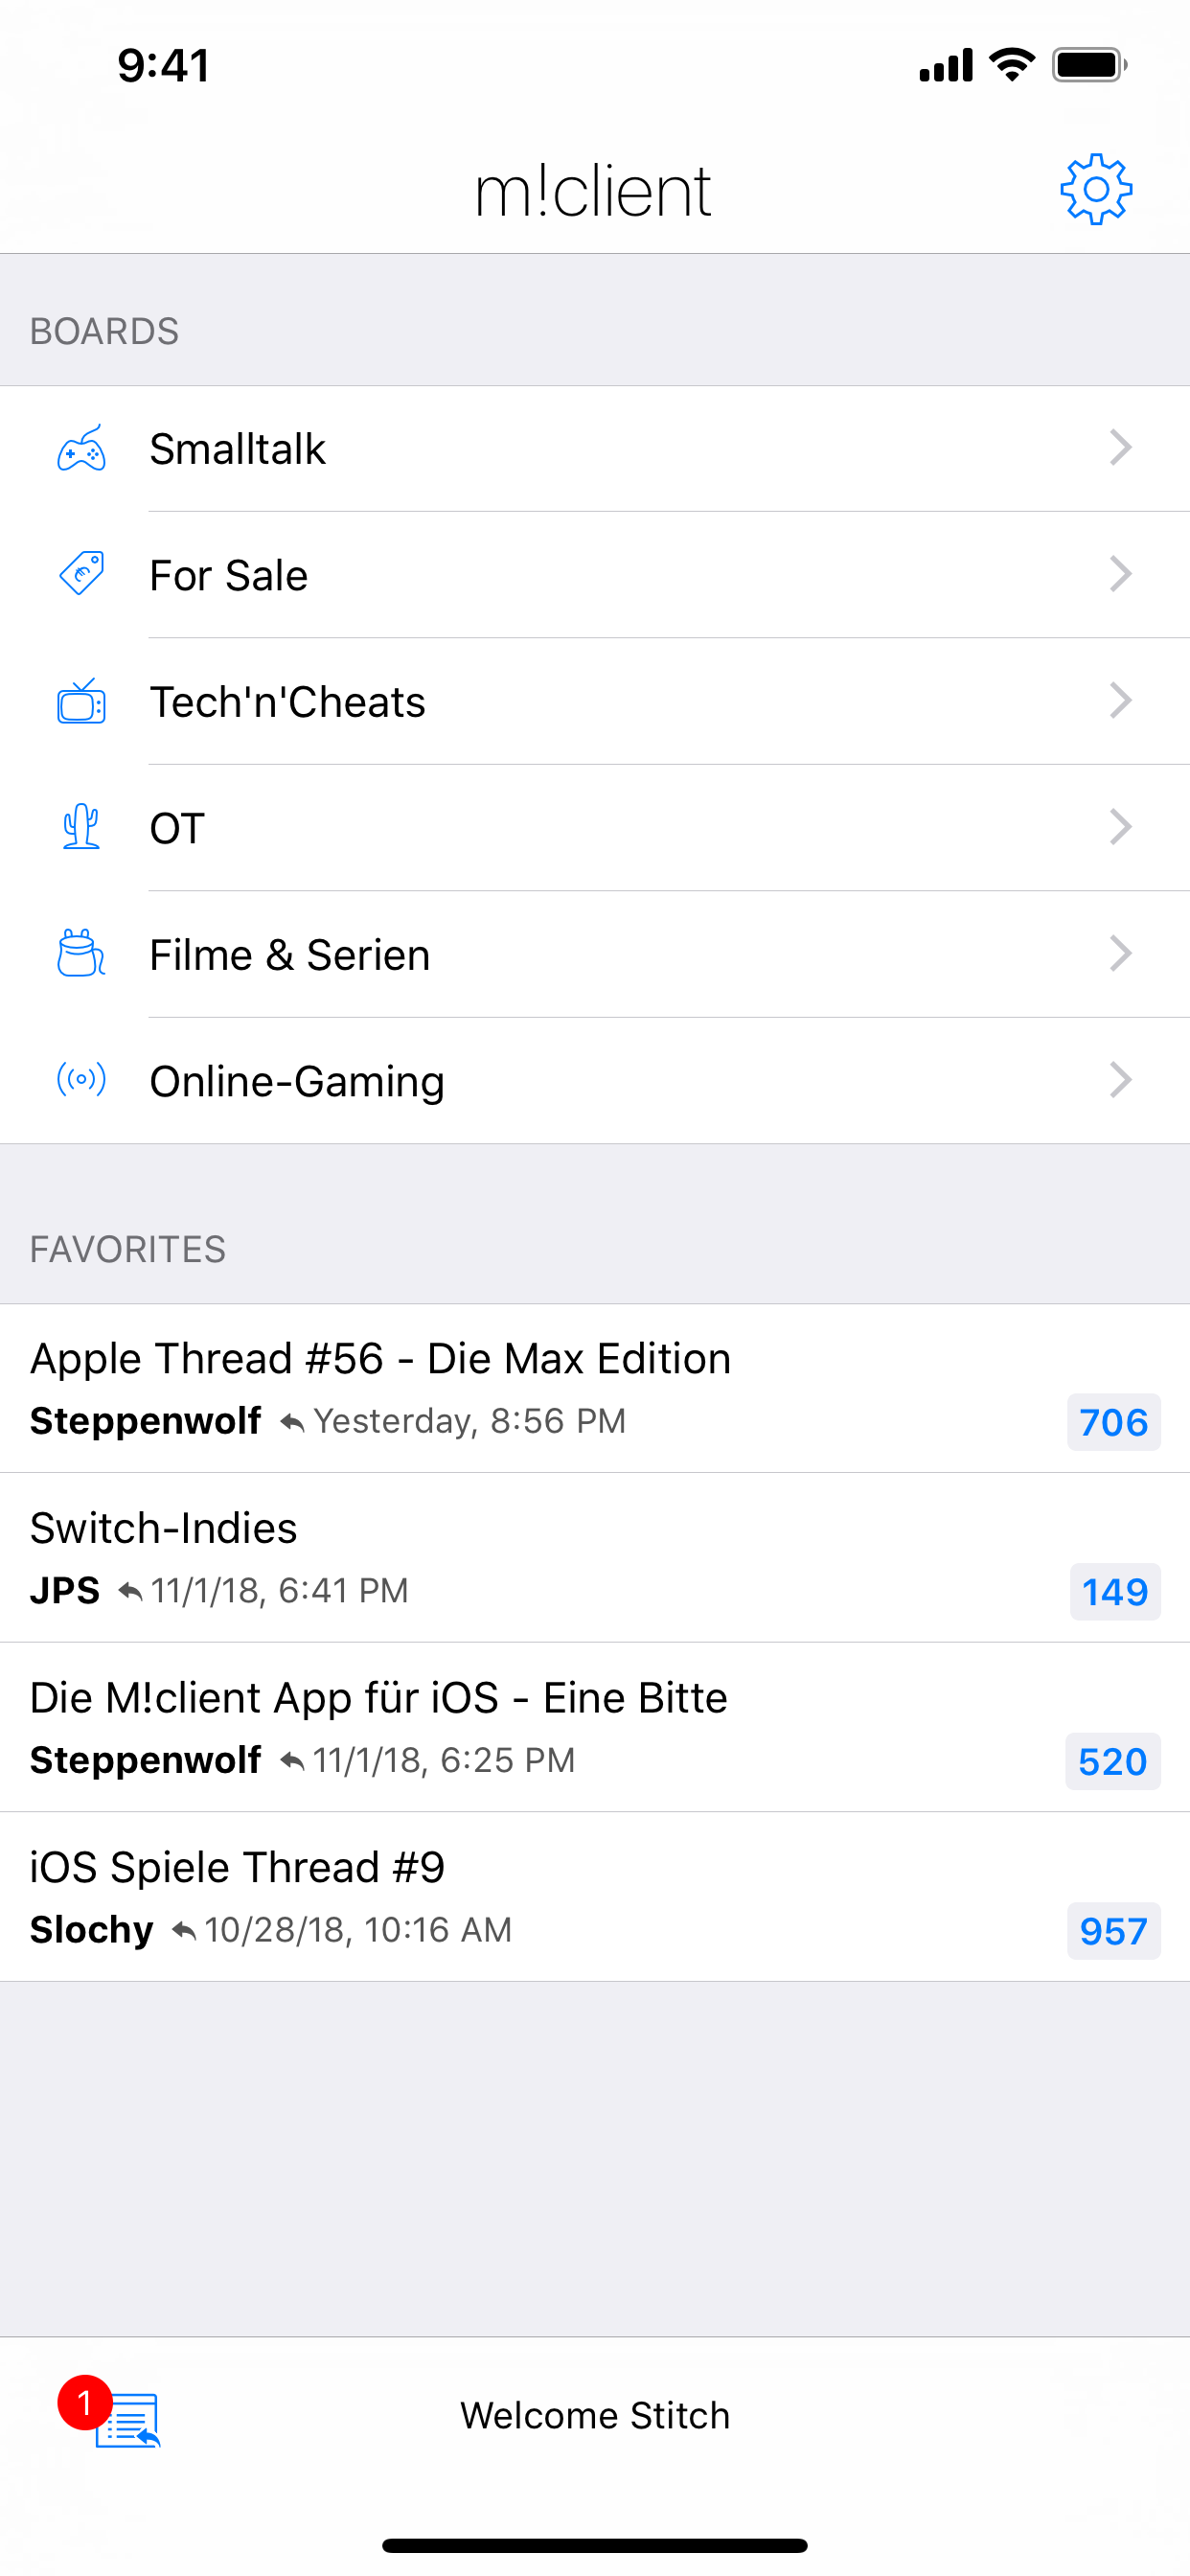 9:41
m!client
BOARDS
Smalltalk
For Sale
Tech'n'Cheats
OT
Filme & Serien
Online-Gaming
FAVORITES
Apple Thread #56 - Die Max Edition
Steppenwolf Yesterday, 8:56 PM 706
Switch-Indies
JPS 11/1/18, 6:41 PM 149
Die M!client App für iOS - Eine Bitte
Steppenwolf 11/1/18, 6:25 PM 520
iOS Spiele Thread #9
Slochy 10/28/18, 10:16 AM 957
1 Welcome Stitch